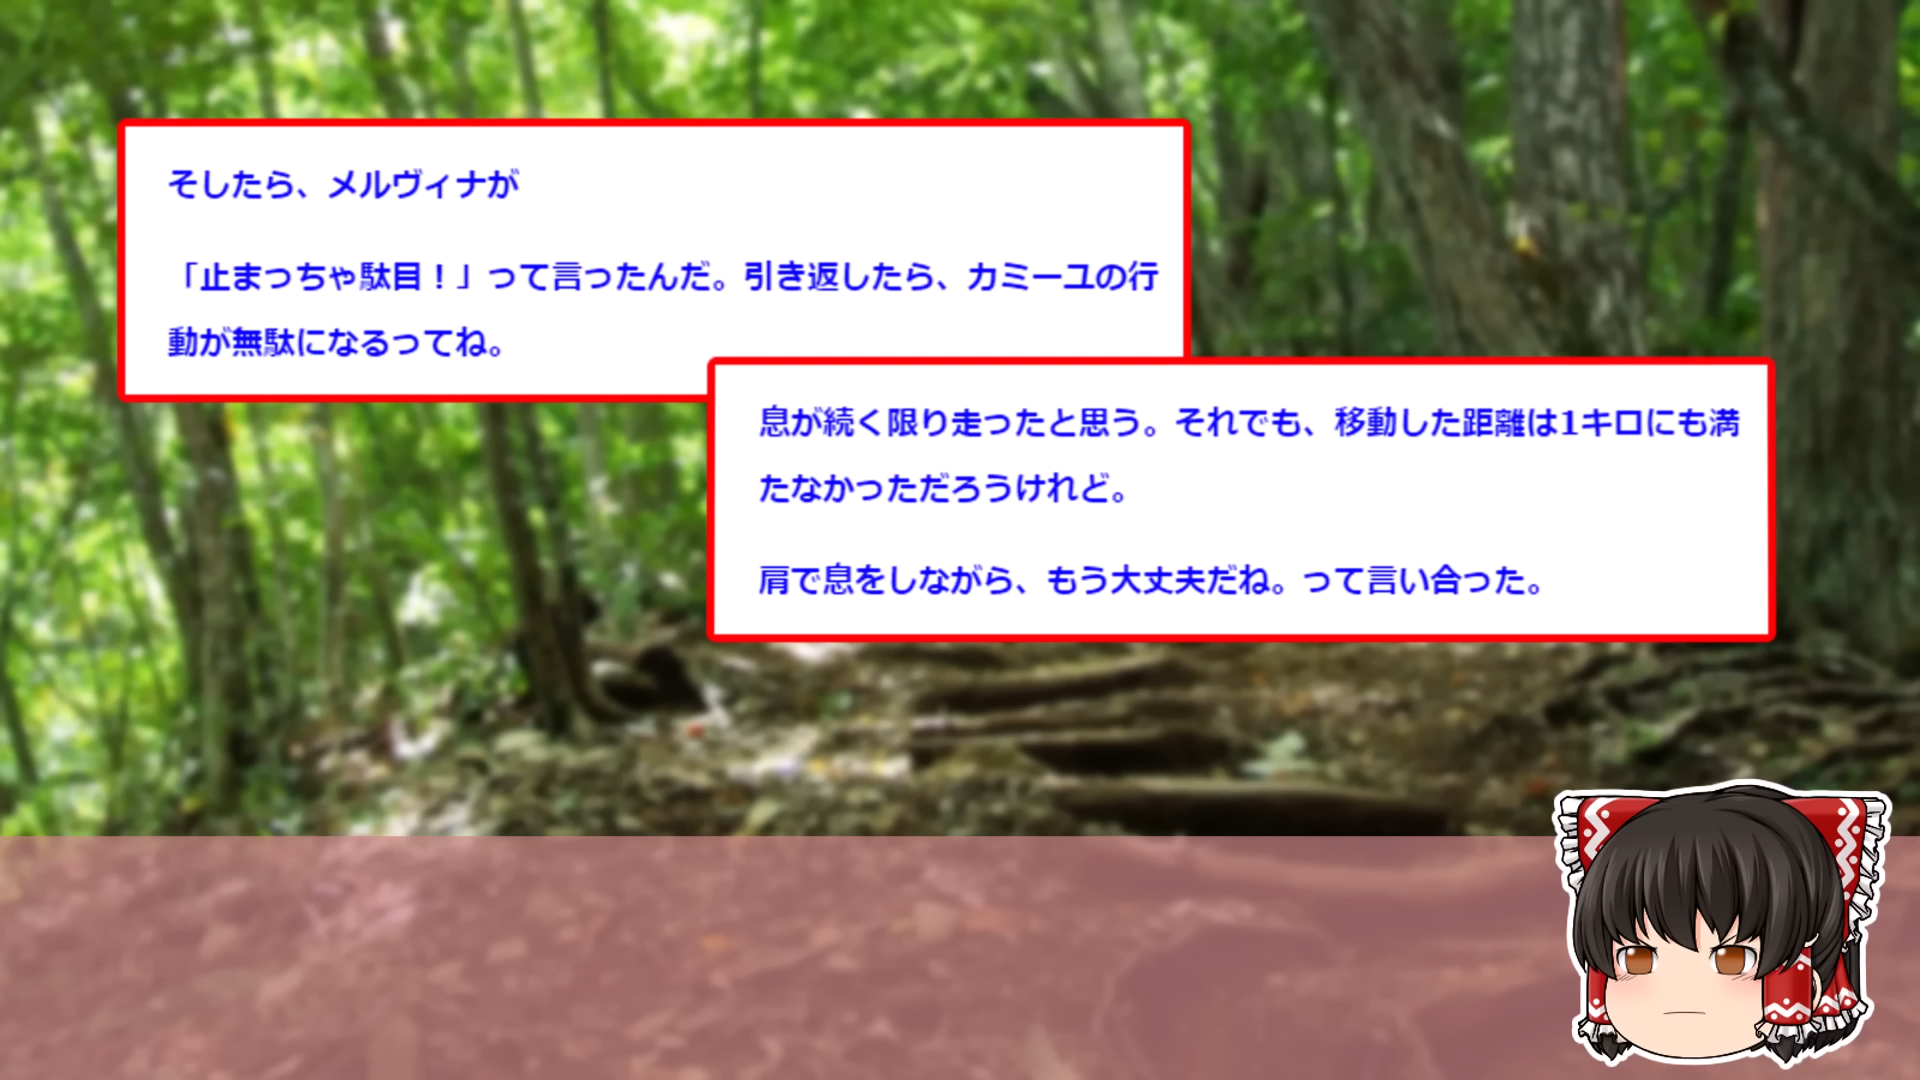 そしたら、メルヴィナが
「止まっちゃ駄目！」って言ったんだ。引き返したら、カミーユの行
動が無駄になるってね。
息が続く限り走ったと思う。それでも、移動した距離は1キロにも満
たなかっただろうけれど。
肩で息をしながら、もう大丈夫だね。って言い合った。